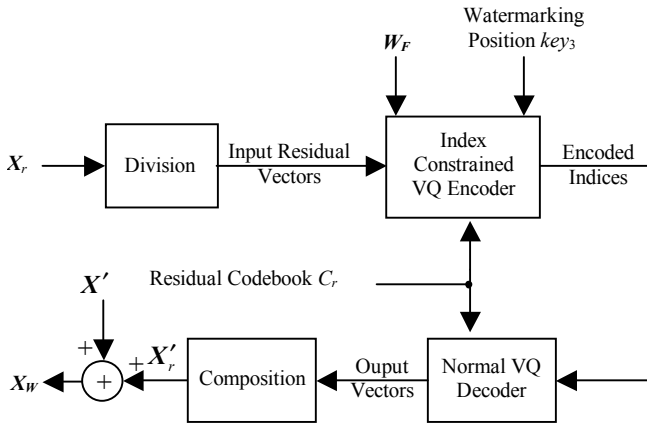 W_F
Watermarking
Position key₃
X_r
Division
Input Residual
Vectors
Index
Constrained
VQ Encoder
Encoded
Indices
Residual Codebook C_r
X′
+
+
X′_r
X_W
+
Composition
Ouput
Vectors
Normal VQ
Decoder